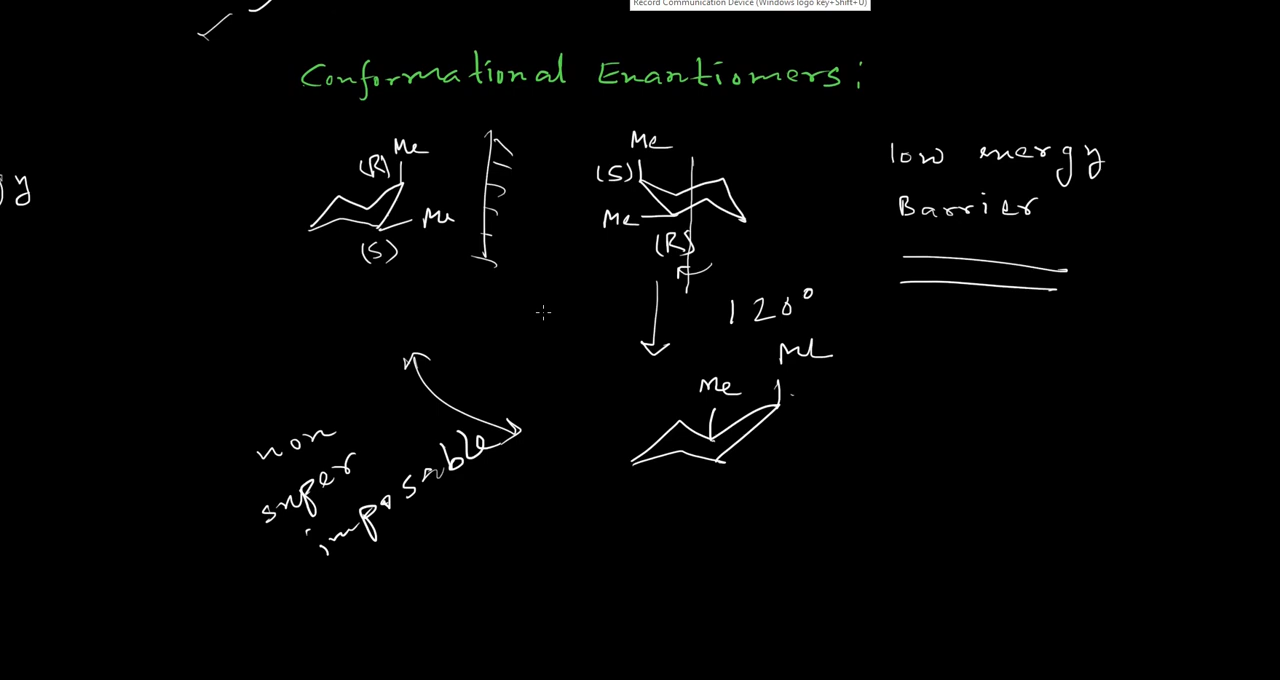 Record Communication Device (Windows logo key+Shift+U)
Conformational Enantiomers:
Me
(R)
Me
(S)
Me
(S)
Me
(R)
low energy
Barrier
gy
120°
Me
Me
non
super
imposable